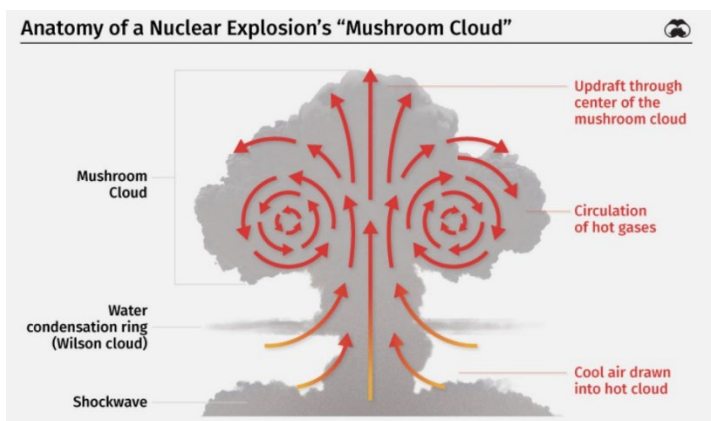 Anatomy of a Nuclear Explosion's “Mushroom Cloud”
Updraft through
center of the
mushroom cloud
Mushroom
Cloud
Circulation
of hot gases
Water
condensation ring
(Wilson cloud)
Cool air drawn
into hot cloud
Shockwave